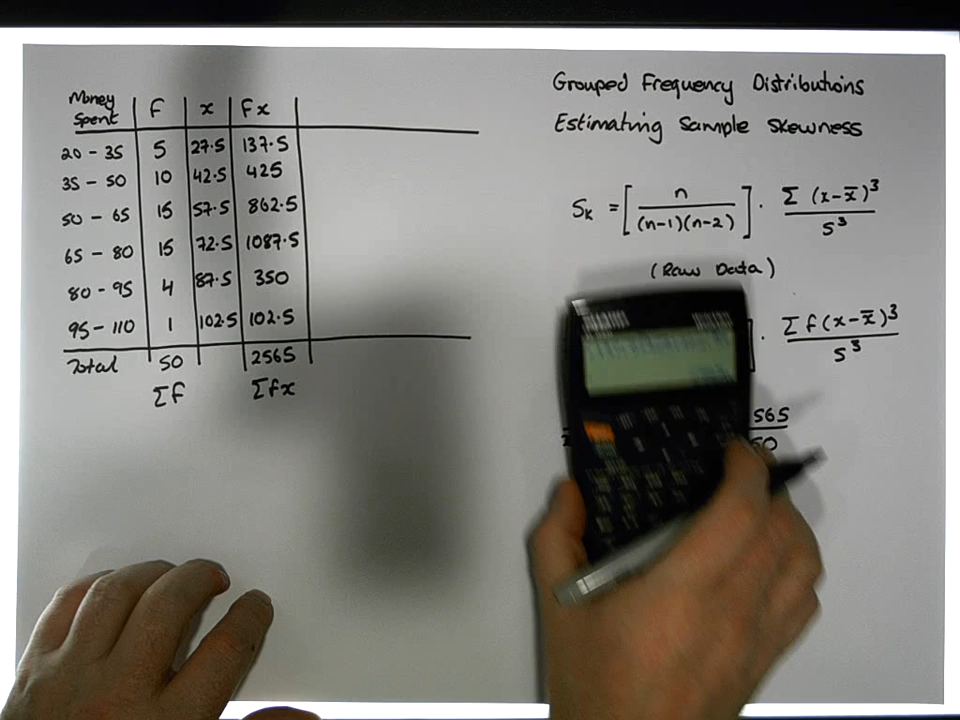 Money Spent F x Fx
20 - 35 5 27.5 137.5
35 - 50 10 42.5 425
50 - 65 15 57.5 862.5
65 - 80 15 72.5 1087.5
80 - 95 4 87.5 350
95 - 110 1 102.5 102.5
Total 50 2565
Σf Σfx
Grouped Frequency Distributions
Estimating Sample Skewness
Sk = [ n / (n-1)(n-2) ] · Σ (x-x̄)³ / s³
(Raw Data)
] · Σ f(x-x̄)³ / s³
565
50